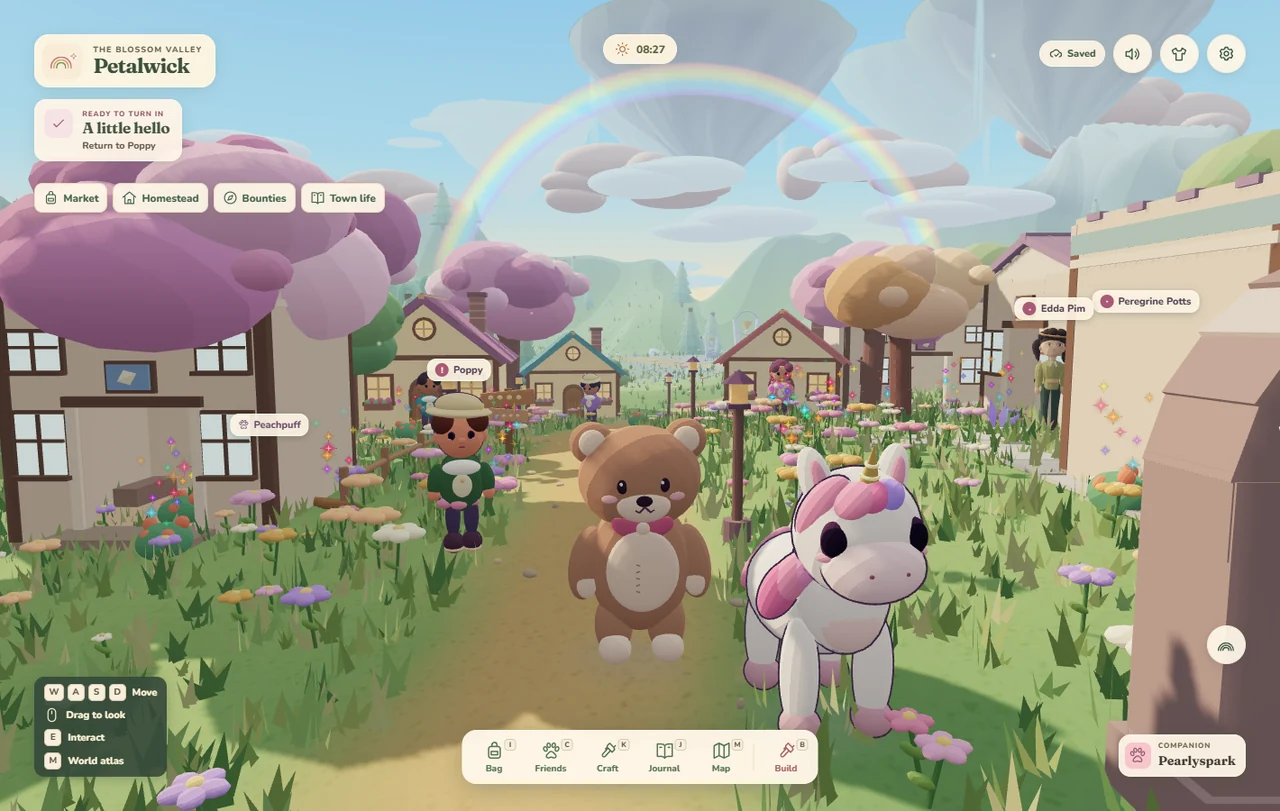 THE BLOSSOM VALLEY
Petalwick
08:27
Saved
READY TO TURN IN
A little hello
Return to Poppy
Market
Homestead
Bounties
Town life
Edda Pim
Peregrine Potts
! Poppy
Peachpuff
W A S D Move
Drag to look
E Interact
M World atlas
I
C
K
J
M
B
Bag
Friends
Craft
Journal
Map
Build
COMPANION
Pearlyspark